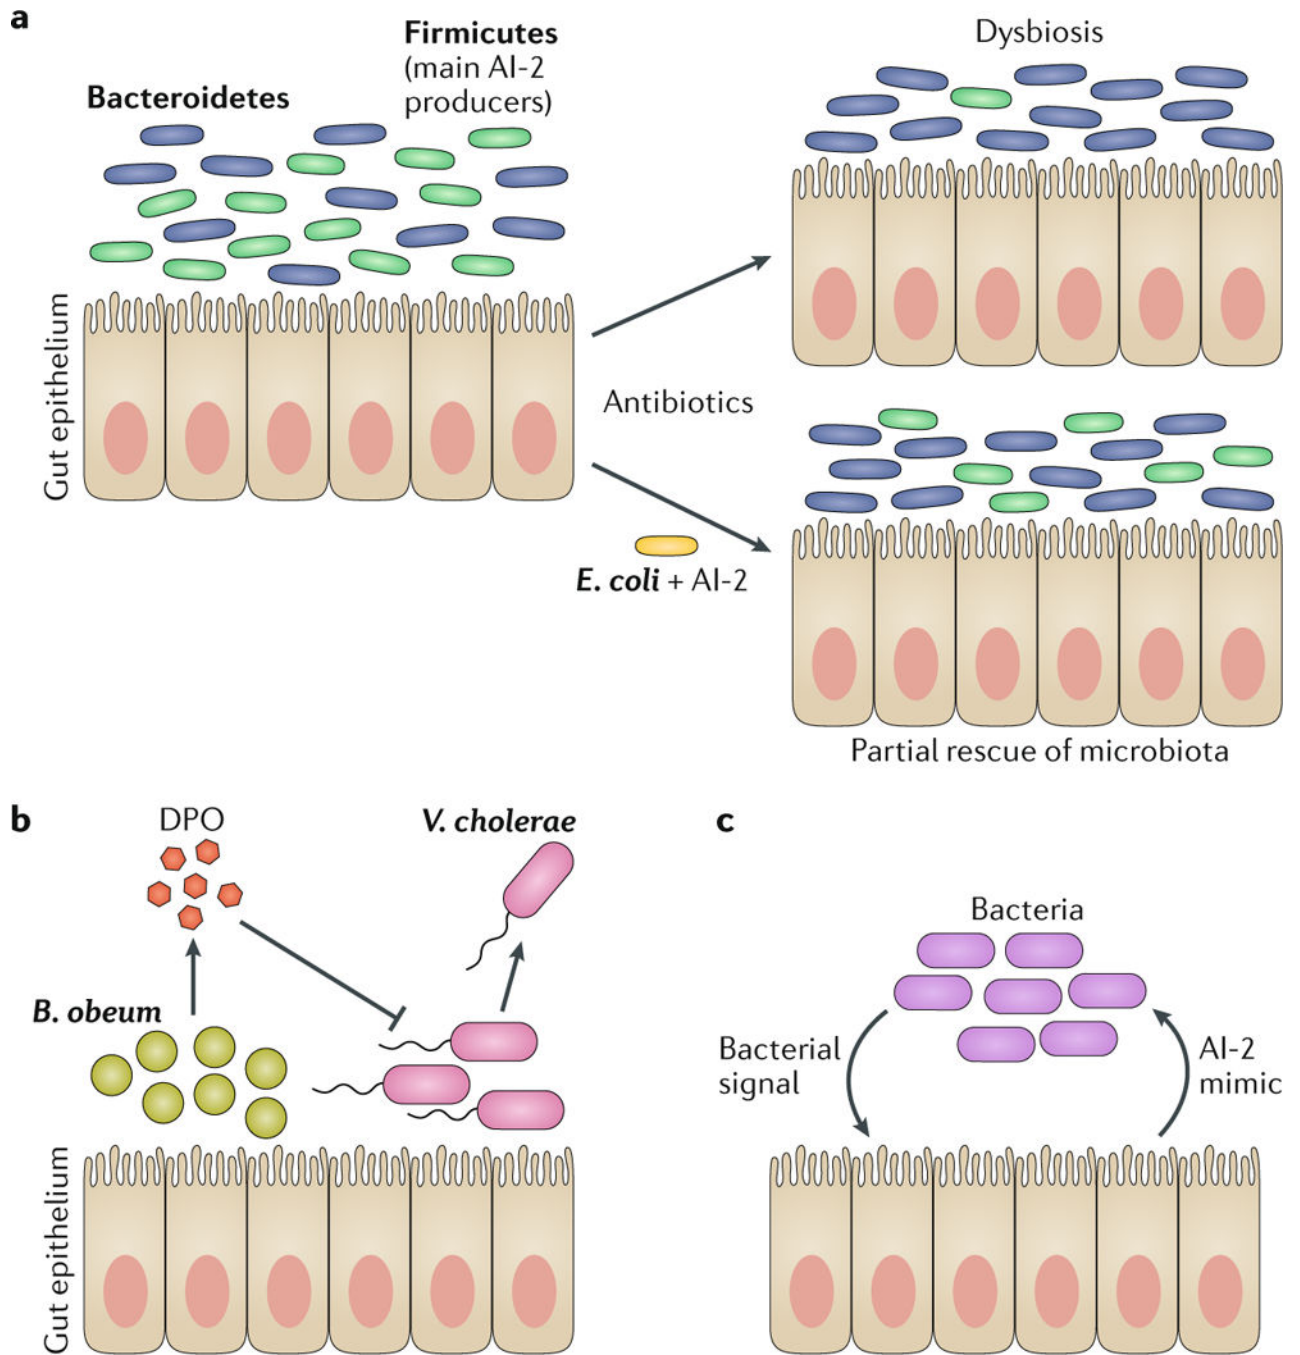 a
Bacteroidetes
Firmicutes
(main AI-2
producers)
Dysbiosis
Gut epithelium
Antibiotics
E. coli + AI-2
Partial rescue of microbiota
b
DPO
V. cholerae
B. obeum
Gut epithelium
c
Bacteria
Bacterial
signal
AI-2
mimic